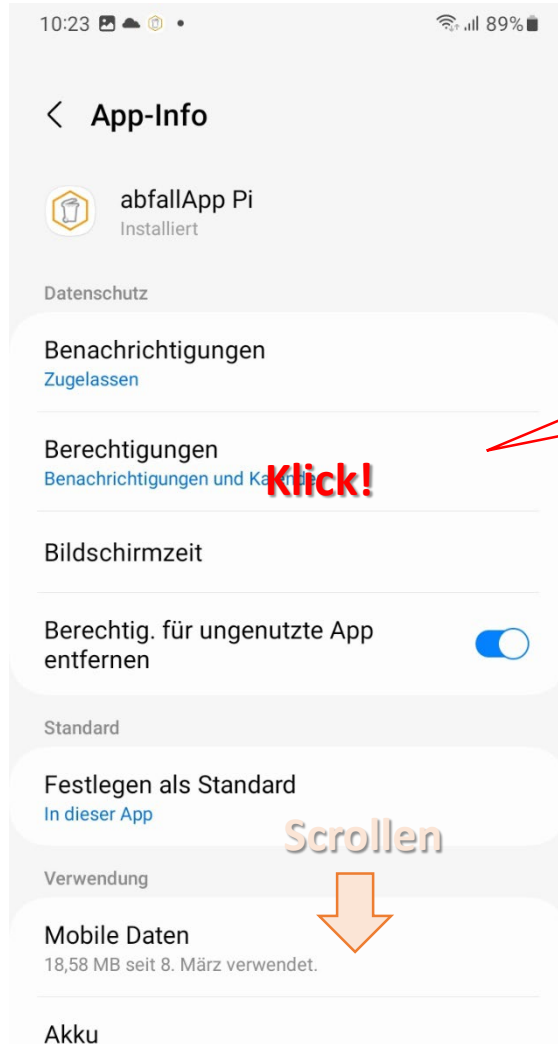 10:23
89%
App-Info
abfallApp Pi
Installiert
Datenschutz
Benachrichtigungen
Zugelassen
Berechtigungen
Benachrichtigungen und Kalender
Klick!
Bildschirmzeit
Berechtig. für ungenutzte App
entfernen
Standard
Festlegen als Standard
In dieser App
Scrollen
Verwendung
Mobile Daten
18,58 MB seit 8. März verwendet.
Akku